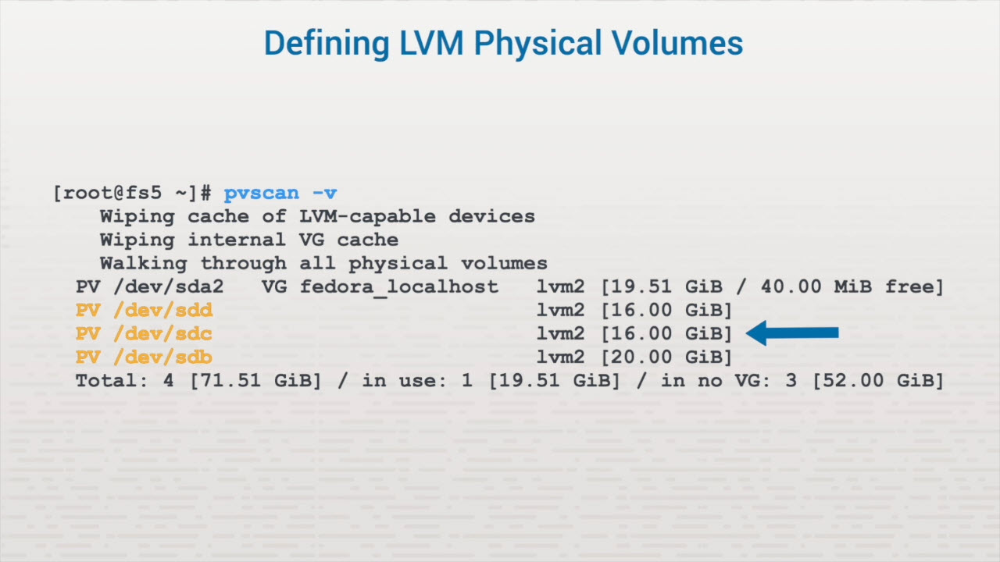 Defining LVM Physical Volumes
[root@fs5 ~]# pvscan -v
Wiping cache of LVM-capable devices
Wiping internal VG cache
Walking through all physical volumes
PV /dev/sda2 VG fedora_localhost lvm2 [19.51 GiB / 40.00 MiB free]
PV /dev/sdd lvm2 [16.00 GiB]
PV /dev/sdc lvm2 [16.00 GiB]
PV /dev/sdb lvm2 [20.00 GiB]
Total: 4 [71.51 GiB] / in use: 1 [19.51 GiB] / in no VG: 3 [52.00 GiB]